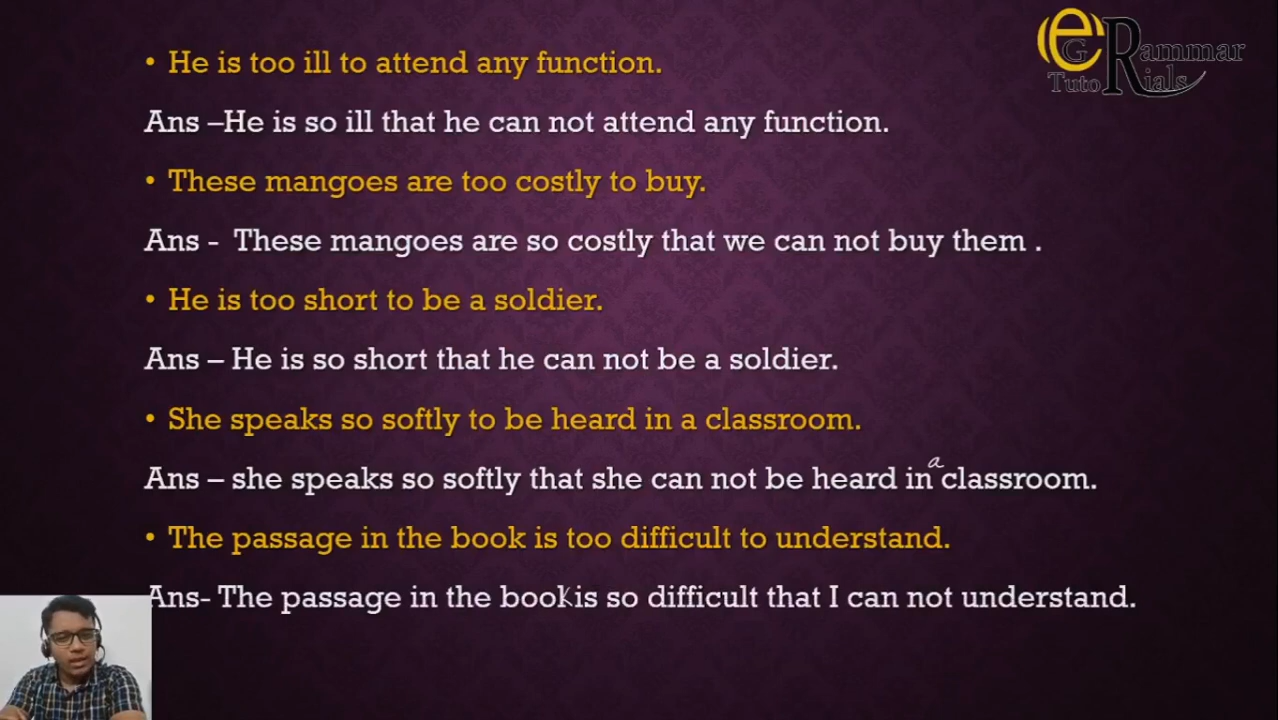 eGRammar
TutoRials
• He is too ill to attend any function.
Ans –He is so ill that he can not attend any function.
• These mangoes are too costly to buy.
Ans - These mangoes are so costly that we can not buy them .
• He is too short to be a soldier.
Ans – He is so short that he can not be a soldier.
• She speaks so softly to be heard in a classroom.
Ans – she speaks so softly that she can not be heard in a classroom.
• The passage in the book is too difficult to understand.
Ans- The passage in the book is so difficult that I can not understand.